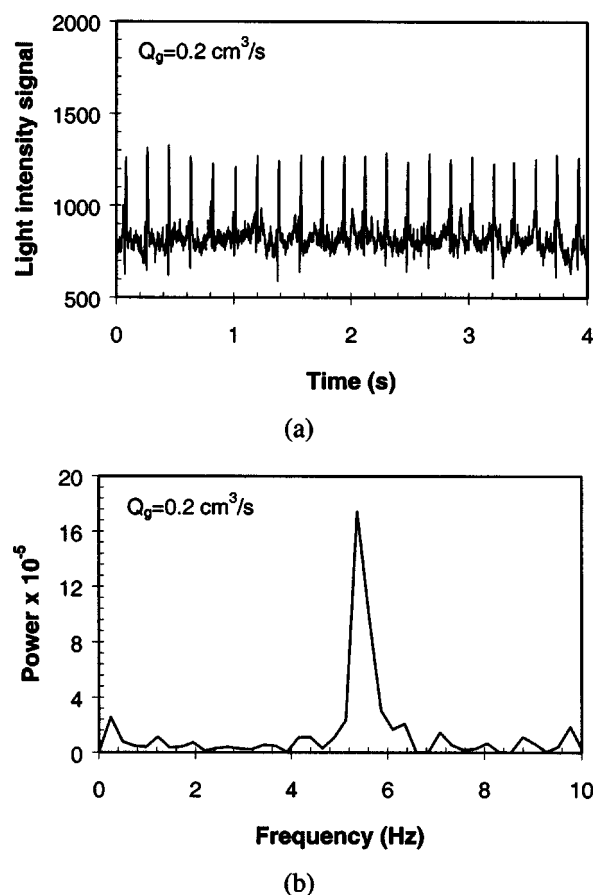 2000
Q_g=0.2 cm³/s
1500
Light intensity signal
1000
500
0 1 2 3 4
Time (s)
(a)
20
Q_g=0.2 cm³/s
16
12
Power x 10⁻⁵
8
4
0
0 2 4 6 8 10
Frequency (Hz)
(b)